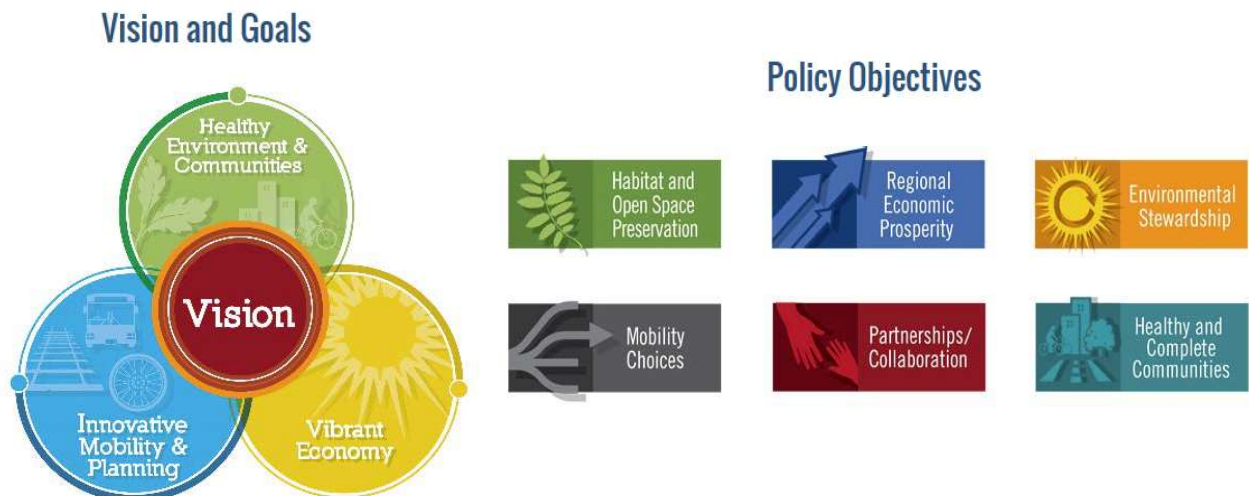 Vision and Goals
Healthy
Environment &
Communities
Vision
Innovative
Mobility &
Planning
Vibrant
Economy
Policy Objectives
Habitat and
Open Space
Preservation
Regional
Economic
Prosperity
Environmental
Stewardship
Mobility
Choices
Partnerships/
Collaboration
Healthy and
Complete
Communities